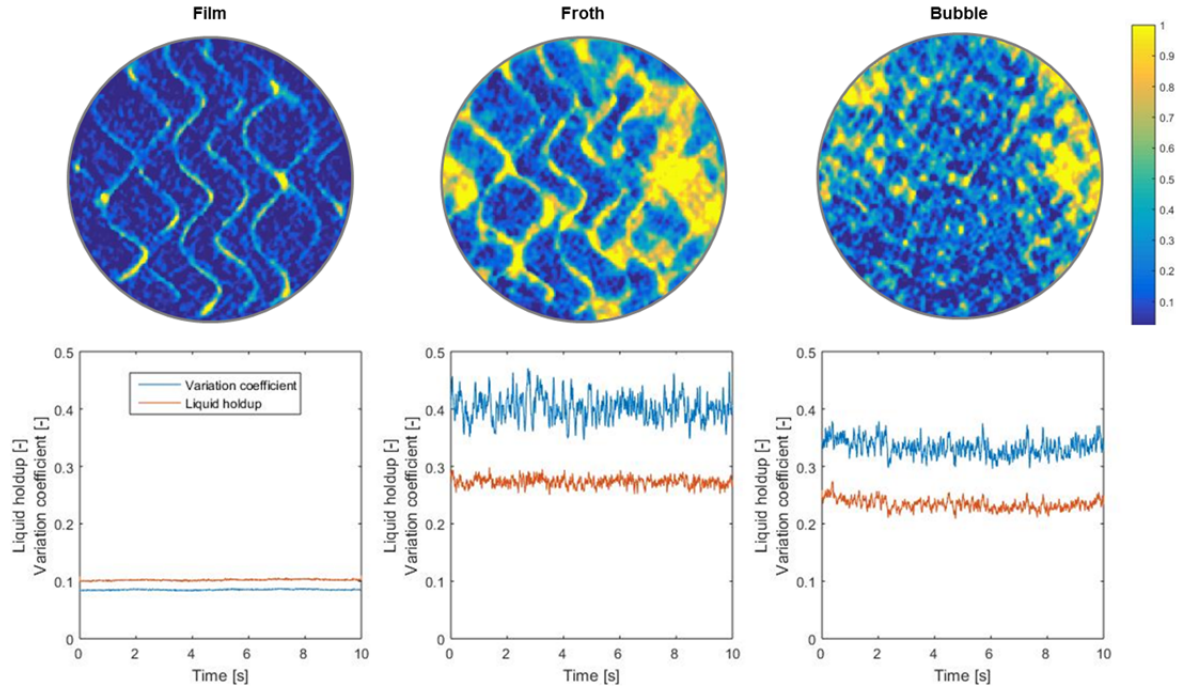 Film
Froth
Bubble
1
0.9
0.8
0.7
0.6
0.5
0.4
0.3
0.2
0.1
0.5
0.4
0.3
0.2
0.1
0
Liquid holdup [-]
Variation coefficient [-]
Variation coefficient
Liquid holdup
0 2 4 6 8 10
Time [s]
0.5
0.4
0.3
0.2
0.1
0
Liquid holdup [-]
Variation coefficient [-]
0 2 4 6 8 10
Time [s]
0.5
0.4
0.3
0.2
0.1
0
Liquid holdup [-]
Variation coefficient [-]
0 2 4 6 8 10
Time [s]